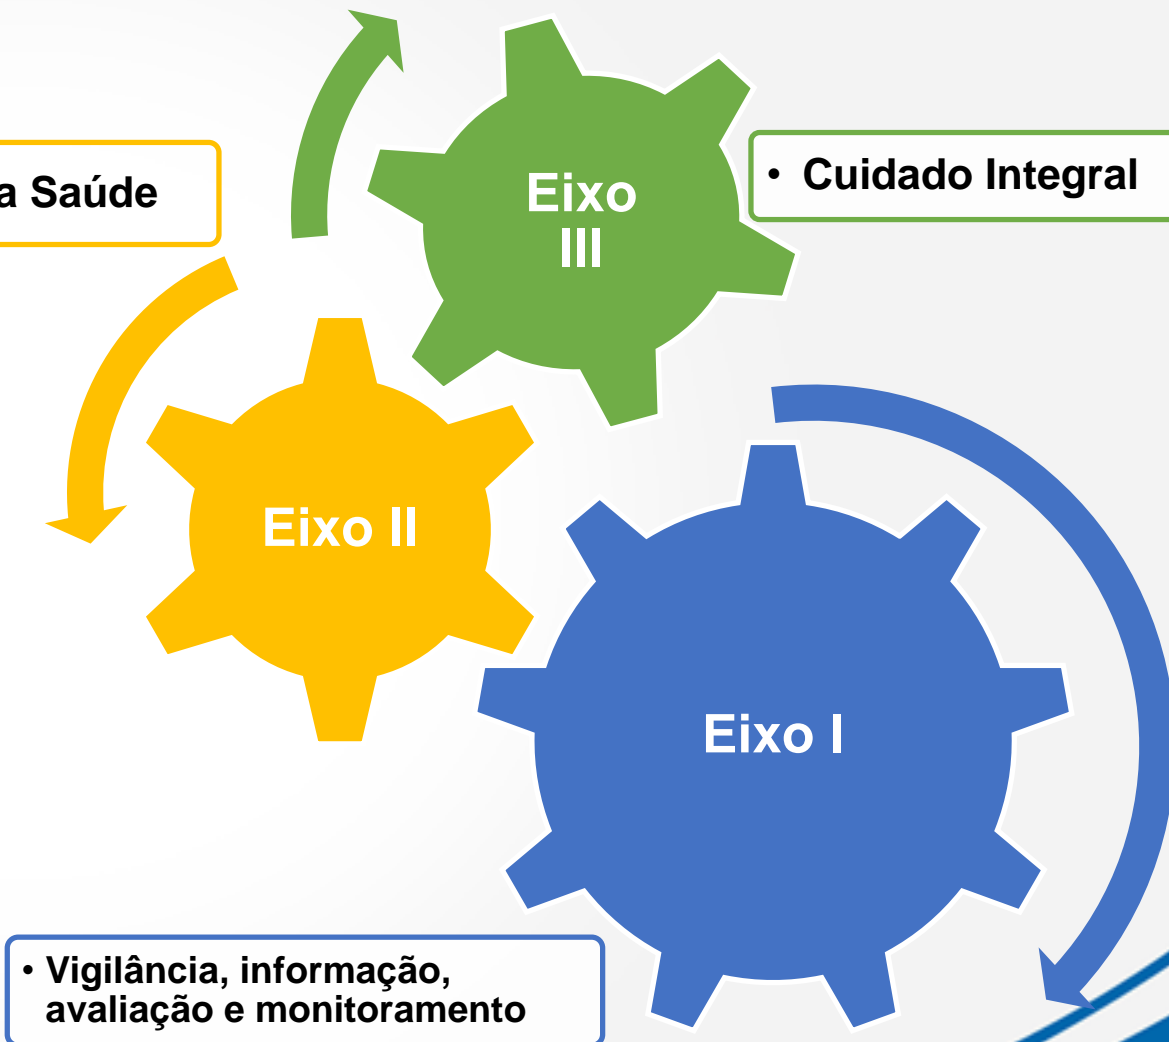 Eixo
III
• Cuidado Integral
a Saúde
Eixo II
Eixo I
• Vigilância, informação,
avaliação e monitoramento